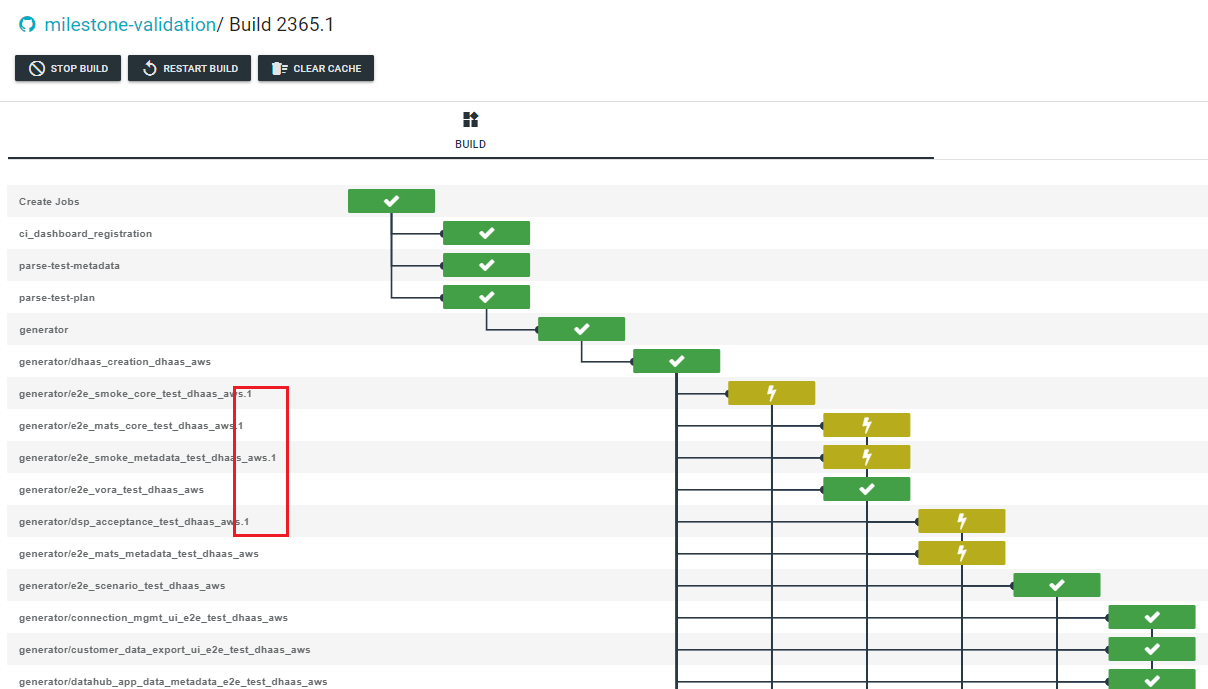 milestone-validation/ Build 2365.1
STOP BUILD RESTART BUILD CLEAR CACHE
BUILD
Create Jobs
ci_dashboard_registration
parse-test-metadata
parse-test-plan
generator
generator/dhaas_creation_dhaas_aws
generator/e2e_smoke_core_test_dhaas_aws.1
generator/e2e_mats_core_test_dhaas_aws.1
generator/e2e_smoke_metadata_test_dhaas_aws.1
generator/e2e_vora_test_dhaas_aws
generator/dsp_acceptance_test_dhaas_aws.1
generator/e2e_mats_metadata_test_dhaas_aws
generator/e2e_scenario_test_dhaas_aws
generator/connection_mgmt_ui_e2e_test_dhaas_aws
generator/customer_data_export_ui_e2e_test_dhaas_aws
generator/datahub_app_data_metadata_e2e_test_dhaas_aws